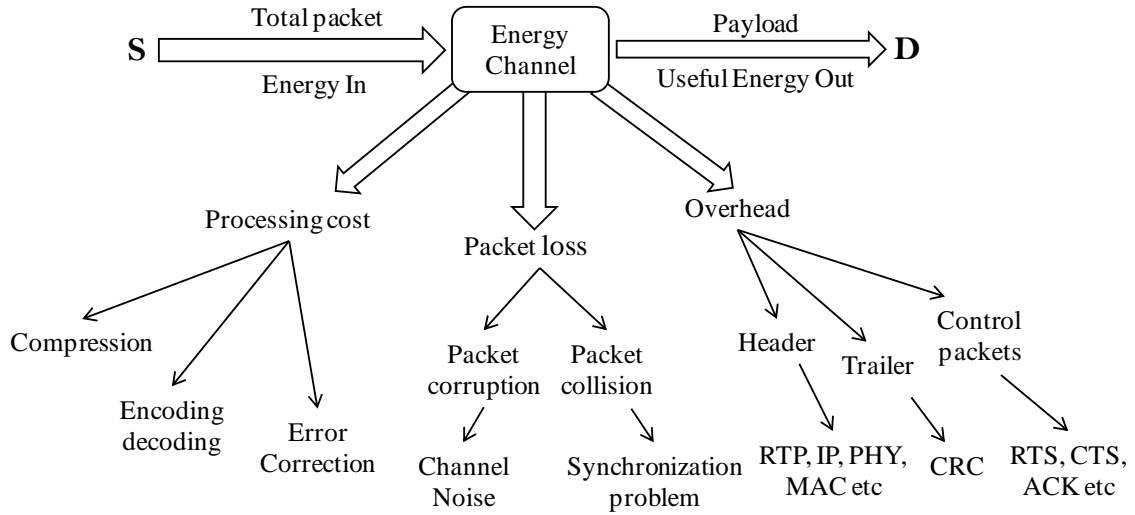 Total packet
S
Energy In
Energy
Channel
Payload
Useful Energy Out
D
Processing cost
Packet loss
Overhead
Compression
Encoding
decoding
Error
Correction
Packet
corruption
Packet
collision
Channel
Noise
Synchronization
problem
Header
Trailer
Control
packets
RTP, IP, PHY,
MAC etc
CRC
RTS, CTS,
ACK etc